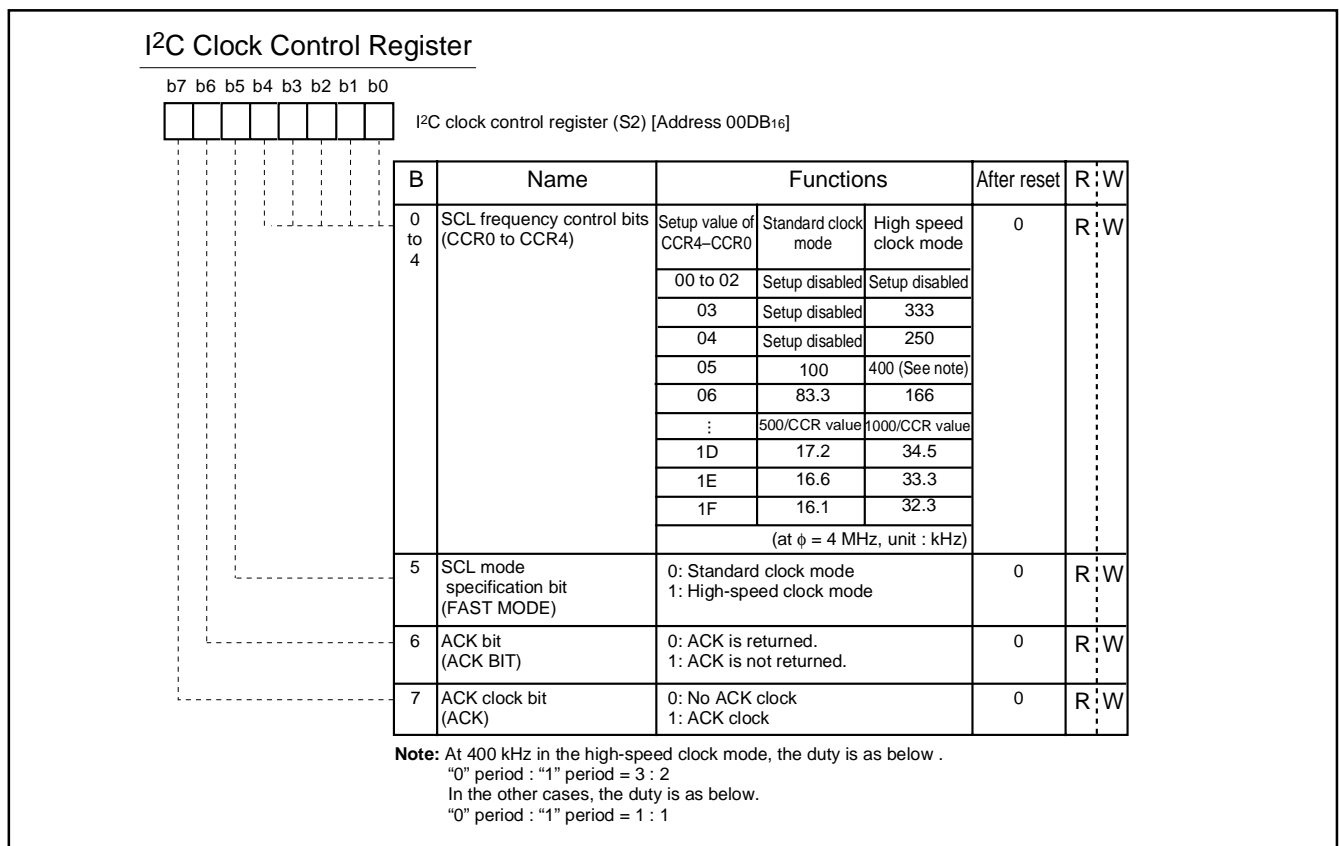 I2C Clock Control Register
b7 b6 b5 b4 b3 b2 b1 b0
I2C clock control register (S2) [Address 00DB16]
B Name Functions After reset R W
0 to 4 SCL frequency control bits (CCR0 to CCR4) 0 R W
Setup value of CCR4–CCR0 Standard clock mode High speed clock mode
00 to 02 Setup disabled Setup disabled
03 Setup disabled 333
04 Setup disabled 250
05 100 400 (See note)
06 83.3 166
⋮ 500/CCR value 1000/CCR value
1D 17.2 34.5
1E 16.6 33.3
1F 16.1 32.3
(at ϕ = 4 MHz, unit : kHz)
5 SCL mode 0: Standard clock mode 0 R W
specification bit 1: High-speed clock mode
(FAST MODE)
6 ACK bit 0: ACK is returned. 0 R W
(ACK BIT) 1: ACK is not returned.
7 ACK clock bit 0: No ACK clock 0 R W
(ACK) 1: ACK clock
Note: At 400 kHz in the high-speed clock mode, the duty is as below .
“0” period : “1” period = 3 : 2
In the other cases, the duty is as below.
“0” period : “1” period = 1 : 1